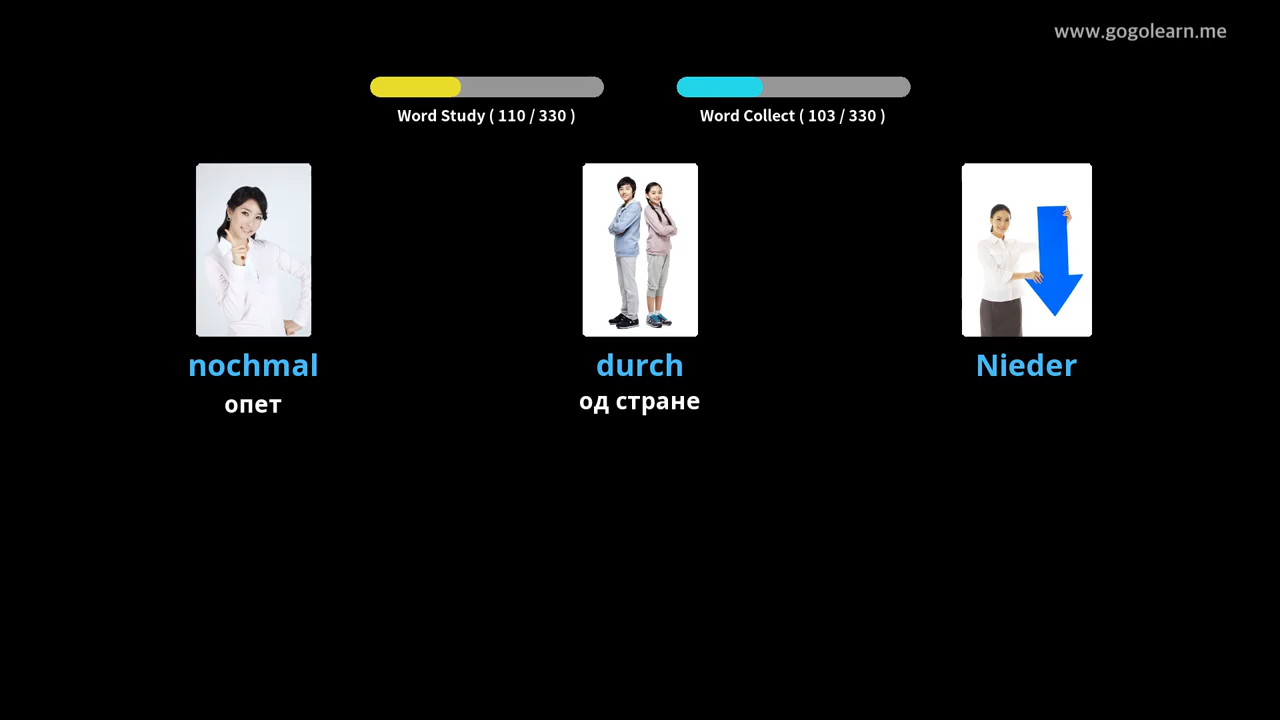 www.gogolearn.me
Word Study ( 110 / 330 )
Word Collect ( 103 / 330 )
nochmal
durch
Nieder
опет
од стране